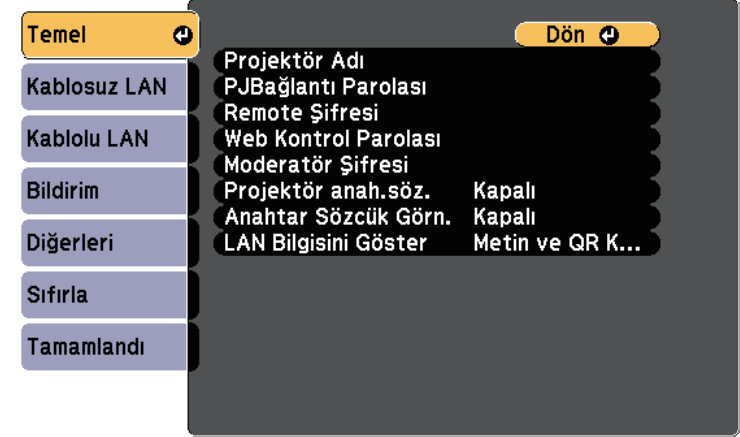 Temel
Kablosuz LAN
Kablolu LAN
Bildirim
Diğerleri
Sıfırla
Tamamlandı
Dön
Projektör Adı
PJBağlantı Parolası
Remote Şifresi
Web Kontrol Parolası
Moderatör Şifresi
Projektör anah.söz. Kapalı
Anahtar Sözcük Görn. Kapalı
LAN Bilgisini Göster Metin ve QR K...